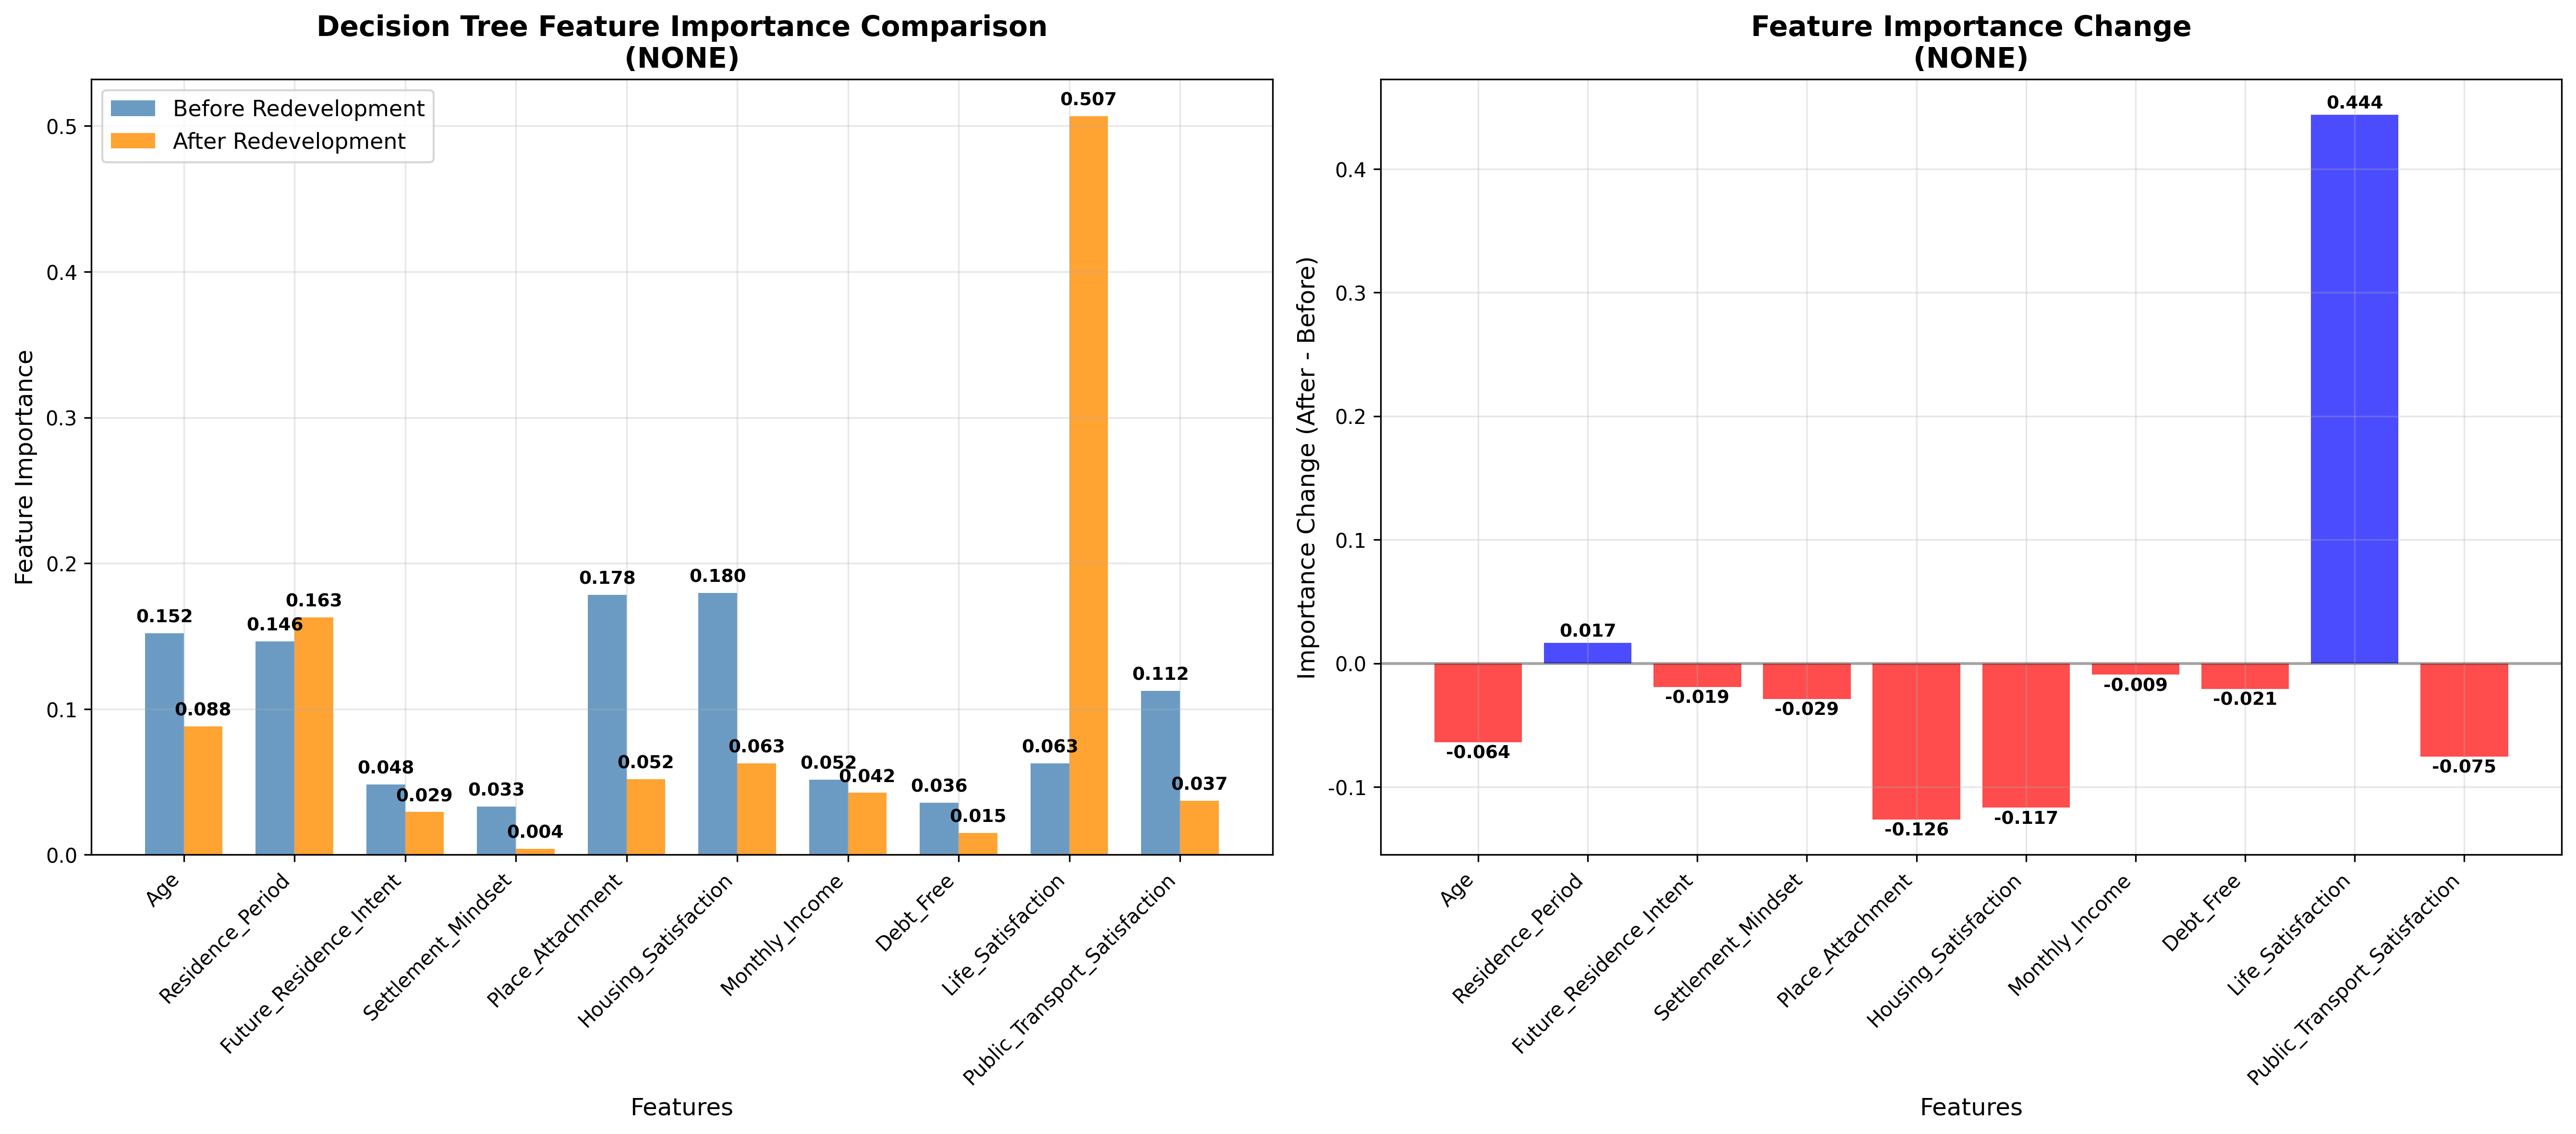 Decision Tree Feature Importance Comparison
(NONE)
Before Redevelopment
After Redevelopment
Feature Importance
0.5
0.4
0.3
0.2
0.1
0.0
0.152
0.088
0.146
0.163
0.048
0.029
0.033
0.004
0.178
0.052
0.180
0.063
0.052
0.042
0.036
0.015
0.063
0.507
0.112
0.037
Age
Residence_Period
Future_Residence_Intent
Settlement_Mindset
Place_Attachment
Housing_Satisfaction
Monthly_Income
Debt_Free
Life_Satisfaction
Public_Transport_Satisfaction
Features
Feature Importance Change
(NONE)
Importance Change (After - Before)
0.4
0.3
0.2
0.1
0.0
-0.1
-0.064
0.017
-0.019
-0.029
-0.126
-0.117
-0.009
-0.021
0.444
-0.075
Age
Residence_Period
Future_Residence_Intent
Settlement_Mindset
Place_Attachment
Housing_Satisfaction
Monthly_Income
Debt_Free
Life_Satisfaction
Public_Transport_Satisfaction
Features